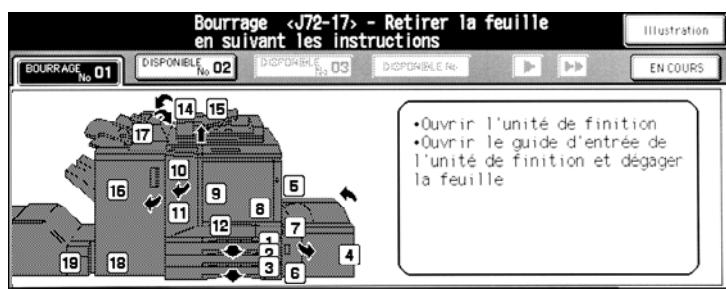 Bourrage <J72-17> - Retirer la feuille
en suivant les instructions
Illustration
BOURRAGE No 01
DISPONIBLE No 02
DISPONIBLE No 03
DISPONIBLE No
EN COURS
14 15
17
10
16
9
5
11
8
12
7
1
2
4
3
19 18
6
•Ouvrir l'unité de finition
•Ouvrir le guide d'entrée de
l'unité de finition et dégager
la feuille